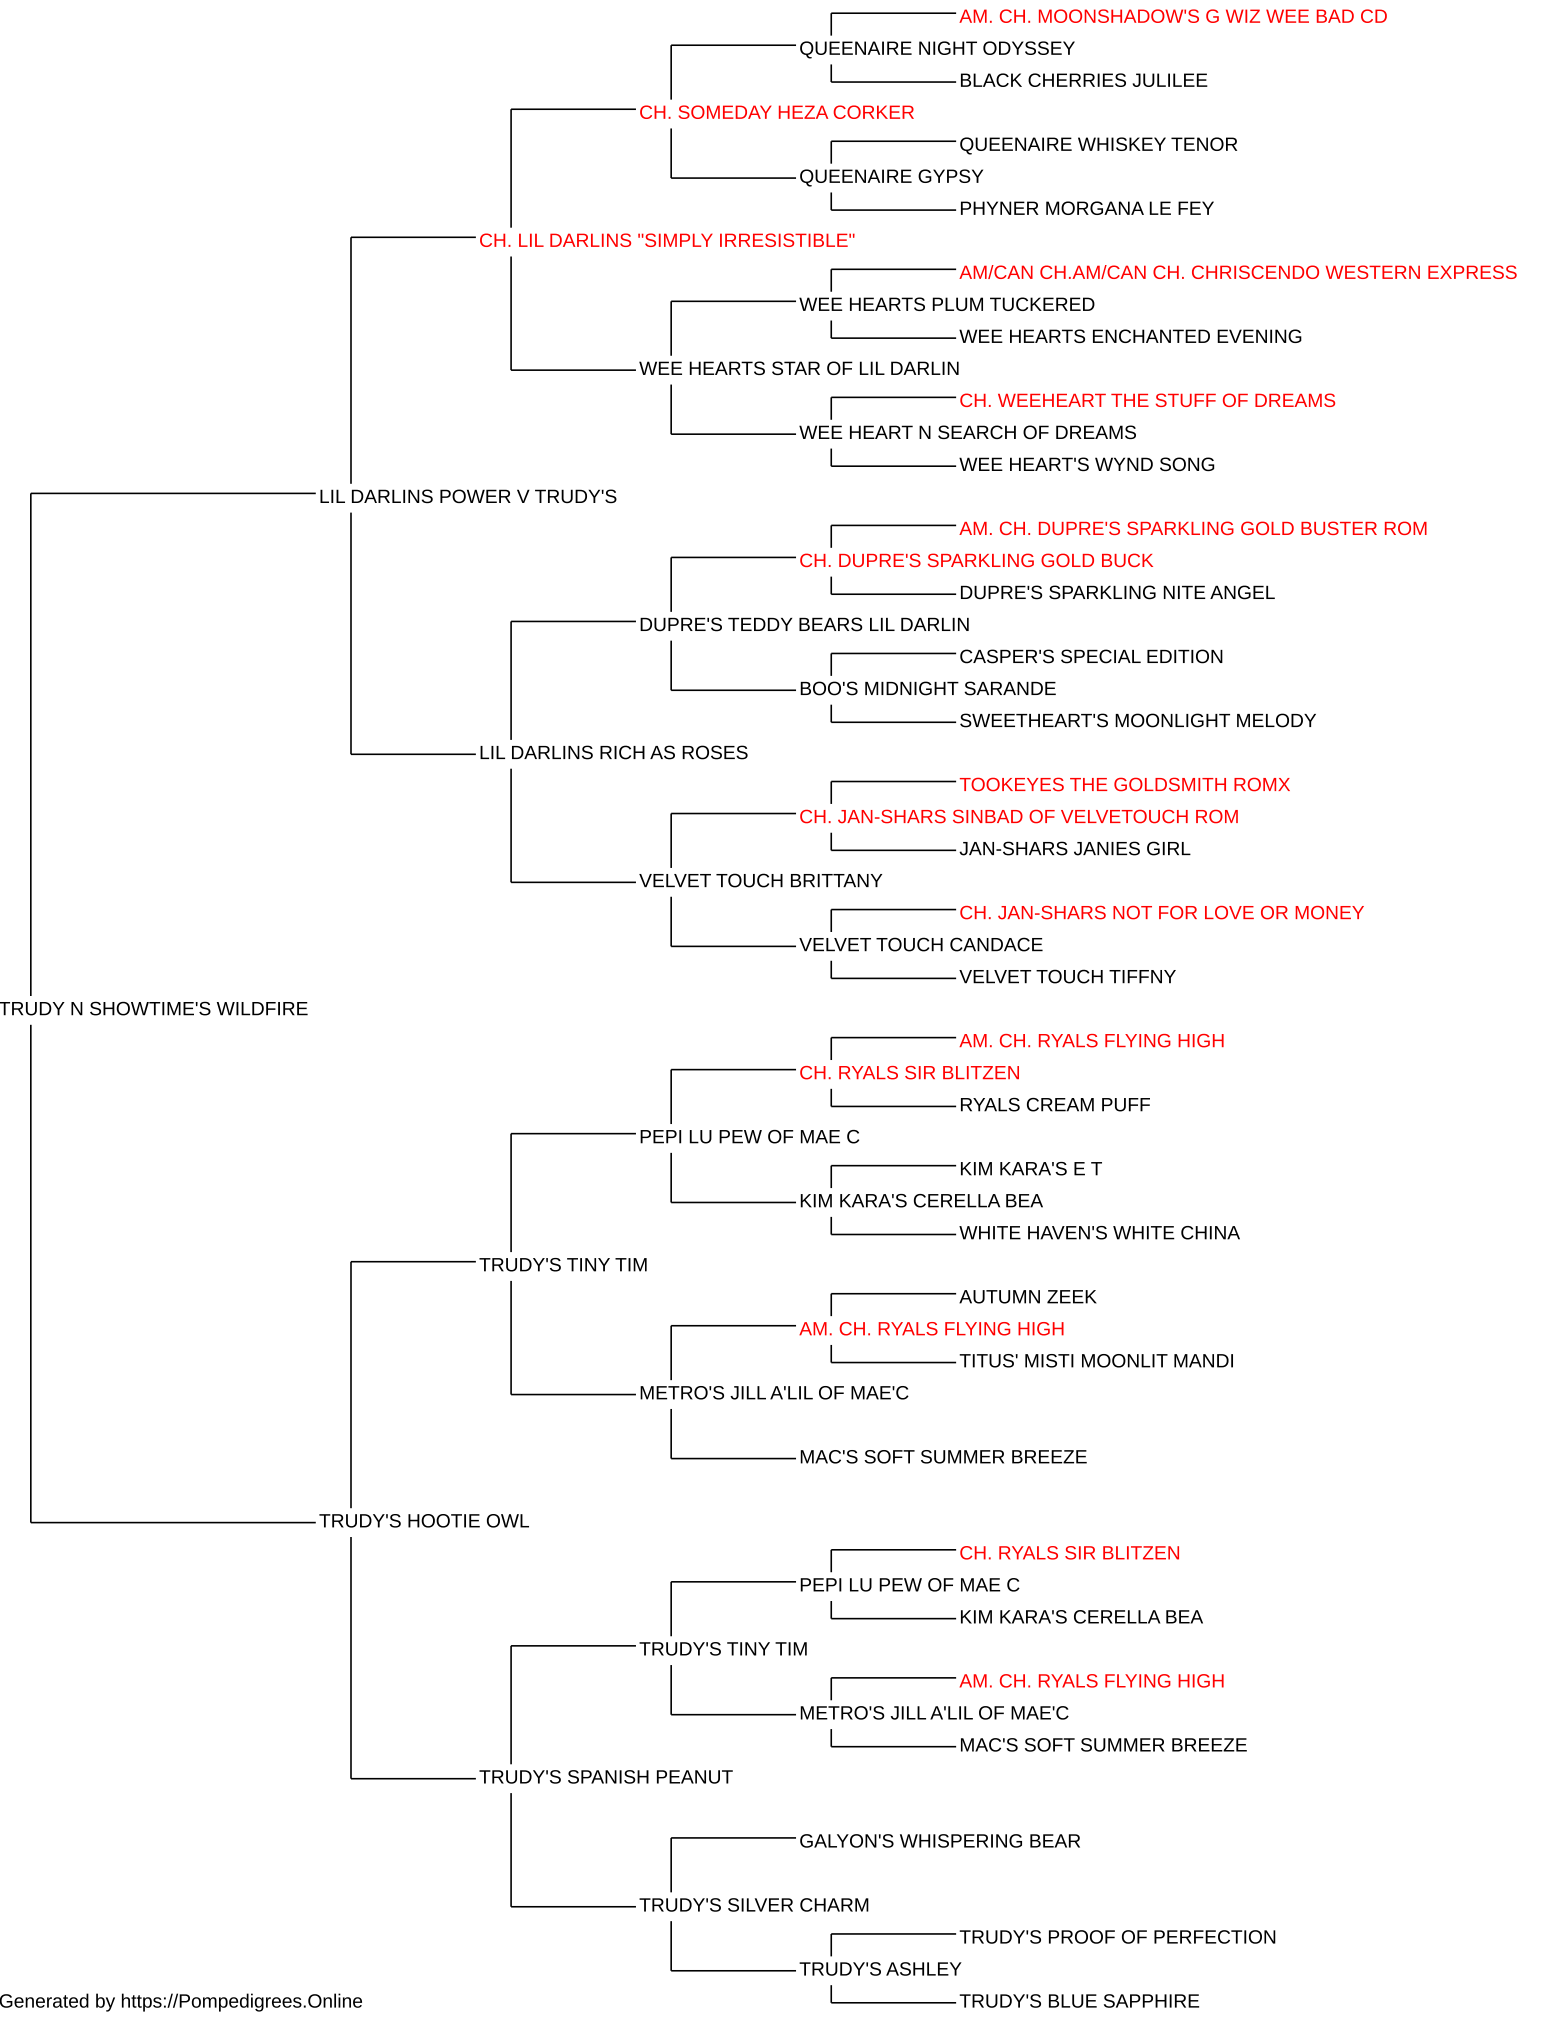 AM. CH. MOONSHADOW'S G WIZ WEE BAD CD
QUEENAIRE NIGHT ODYSSEY
BLACK CHERRIES JULILEE
CH. SOMEDAY HEZA CORKER
QUEENAIRE WHISKEY TENOR
QUEENAIRE GYPSY
PHYNER MORGANA LE FEY
CH. LIL DARLINS "SIMPLY IRRESISTIBLE"
AM/CAN CH.AM/CAN CH. CHRISCENDO WESTERN EXPRESS
WEE HEARTS PLUM TUCKERED
WEE HEARTS ENCHANTED EVENING
WEE HEARTS STAR OF LIL DARLIN
CH. WEEHEART THE STUFF OF DREAMS
WEE HEART N SEARCH OF DREAMS
WEE HEART'S WYND SONG
LIL DARLINS POWER V TRUDY'S
AM. CH. DUPRE'S SPARKLING GOLD BUSTER ROM
CH. DUPRE'S SPARKLING GOLD BUCK
DUPRE'S SPARKLING NITE ANGEL
DUPRE'S TEDDY BEARS LIL DARLIN
CASPER'S SPECIAL EDITION
BOO'S MIDNIGHT SARANDE
SWEETHEART'S MOONLIGHT MELODY
LIL DARLINS RICH AS ROSES
TOOKEYES THE GOLDSMITH ROMX
CH. JAN-SHARS SINBAD OF VELVETOUCH ROM
JAN-SHARS JANIES GIRL
VELVET TOUCH BRITTANY
CH. JAN-SHARS NOT FOR LOVE OR MONEY
VELVET TOUCH CANDACE
VELVET TOUCH TIFFNY
TRUDY N SHOWTIME'S WILDFIRE
AM. CH. RYALS FLYING HIGH
CH. RYALS SIR BLITZEN
RYALS CREAM PUFF
PEPI LU PEW OF MAE C
KIM KARA'S E T
KIM KARA'S CERELLA BEA
WHITE HAVEN'S WHITE CHINA
TRUDY'S TINY TIM
AUTUMN ZEEK
AM. CH. RYALS FLYING HIGH
TITUS' MISTI MOONLIT MANDI
METRO'S JILL A'LIL OF MAE'C
MAC'S SOFT SUMMER BREEZE
TRUDY'S HOOTIE OWL
CH. RYALS SIR BLITZEN
PEPI LU PEW OF MAE C
KIM KARA'S CERELLA BEA
TRUDY'S TINY TIM
AM. CH. RYALS FLYING HIGH
METRO'S JILL A'LIL OF MAE'C
MAC'S SOFT SUMMER BREEZE
TRUDY'S SPANISH PEANUT
GALYON'S WHISPERING BEAR
TRUDY'S SILVER CHARM
TRUDY'S PROOF OF PERFECTION
TRUDY'S ASHLEY
TRUDY'S BLUE SAPPHIRE
Generated by https://Pompedigrees.Online